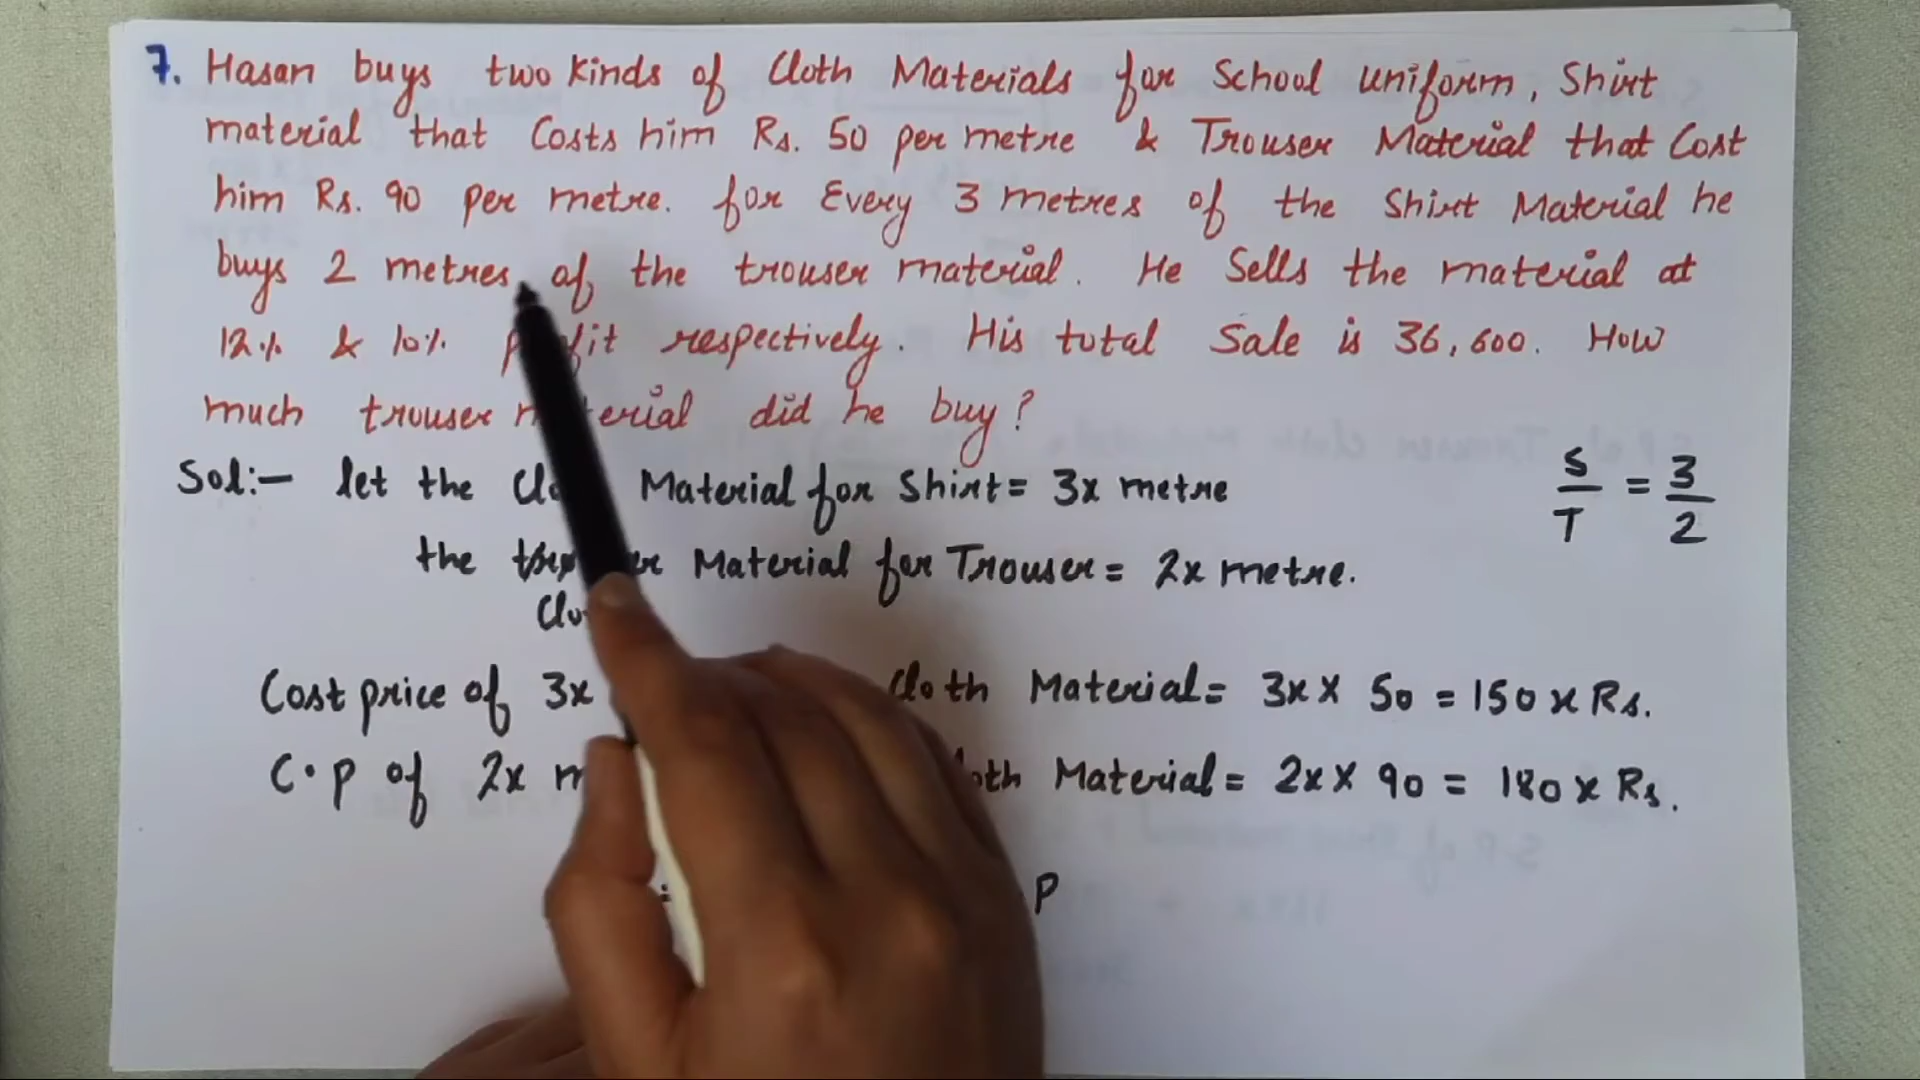 7. Hasan buys two kinds of Cloth Materials for School uniform, Shirt
material that Costs him Rs. 50 per metre & Trouser Material that Cost
him Rs. 90 per metre. for Every 3 metres of the Shirt Material he
buys 2 metres of the trouser material. He Sells the material at
12% & 10% profit respectively. His total Sale is 36,600. How
much trouser material did he buy?
Sol:- let the Material for Shirt = 3x metre
S/T = 3/2
the Material for Trouser = 2x metre.
Cost price of 3x Cloth Material = 3x X 50 = 150x Rs.
C.p of 2x Material = 2x X 90 = 180x Rs.
P